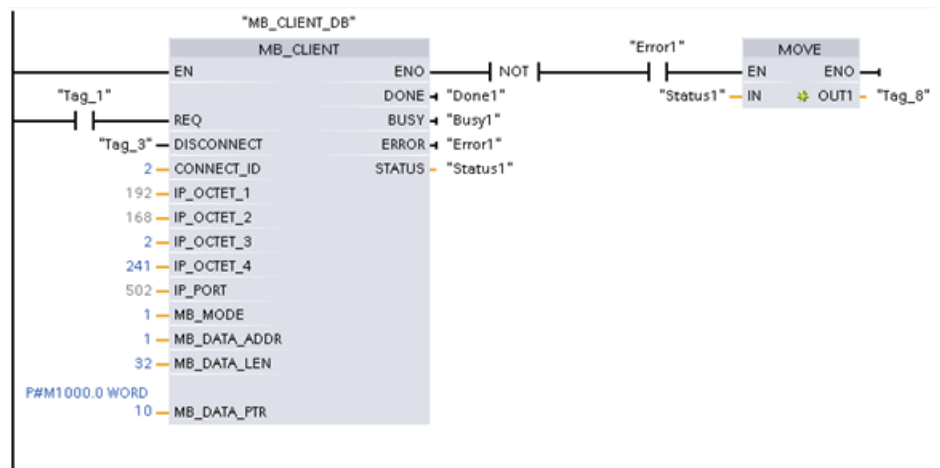 "MB_CLIENT_DB"
MB_CLIENT "Error1" MOVE
EN ENO NOT EN ENO
"Tag_1" DONE "Done1" "Status1" IN OUT1 "Tag_8"
REQ BUSY "Busy1"
"Tag_3" DISCONNECT ERROR "Error1"
2 CONNECT_ID STATUS "Status1"
192 IP_OCTET_1
168 IP_OCTET_2
2 IP_OCTET_3
241 IP_OCTET_4
502 IP_PORT
1 MB_MODE
1 MB_DATA_ADDR
32 MB_DATA_LEN
P#M1000.0 WORD
10 MB_DATA_PTR